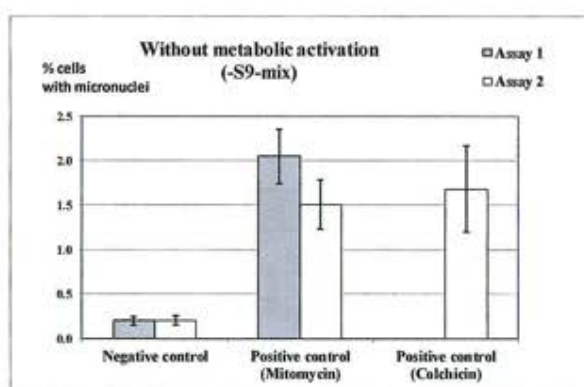 Without metabolic activation
(-S9-mix)
Assay 1
Assay 2
% cells
with micronuclei
2.5
2.0
1.5
1.0
0.5
0.0
Negative control
Positive control
(Mitomycin)
Positive control
(Colchicin)